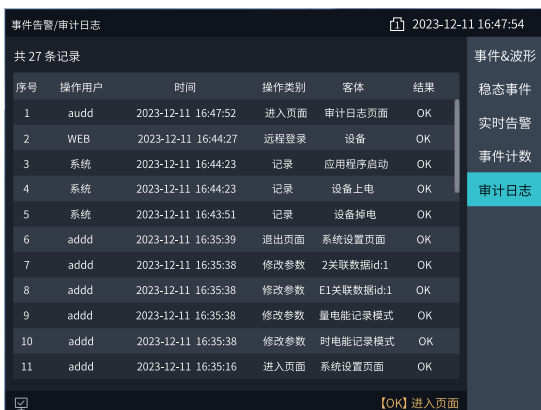 事件告警/审计日志 1 2023-12-11 16:47:54
共 27 条记录
事件&波形
稳态事件
实时告警
事件计数
审计日志
序号 操作用户 时间 操作类别 客体 结果
1 audd 2023-12-11 16:47:52 进入页面 审计日志页面 OK
2 WEB 2023-12-11 16:44:27 远程登录 设备 OK
3 系统 2023-12-11 16:44:23 记录 应用程序启动 OK
4 系统 2023-12-11 16:44:23 记录 设备上电 OK
5 系统 2023-12-11 16:43:51 记录 设备掉电 OK
6 addd 2023-12-11 16:35:39 退出页面 系统设置页面 OK
7 addd 2023-12-11 16:35:38 修改参数 2关联数据id:1 OK
8 addd 2023-12-11 16:35:38 修改参数 E1关联数据id:1 OK
9 addd 2023-12-11 16:35:38 修改参数 量电能记录模式 OK
10 addd 2023-12-11 16:35:38 修改参数 时电能记录模式 OK
11 addd 2023-12-11 16:35:16 进入页面 系统设置页面 OK
【OK】进入页面